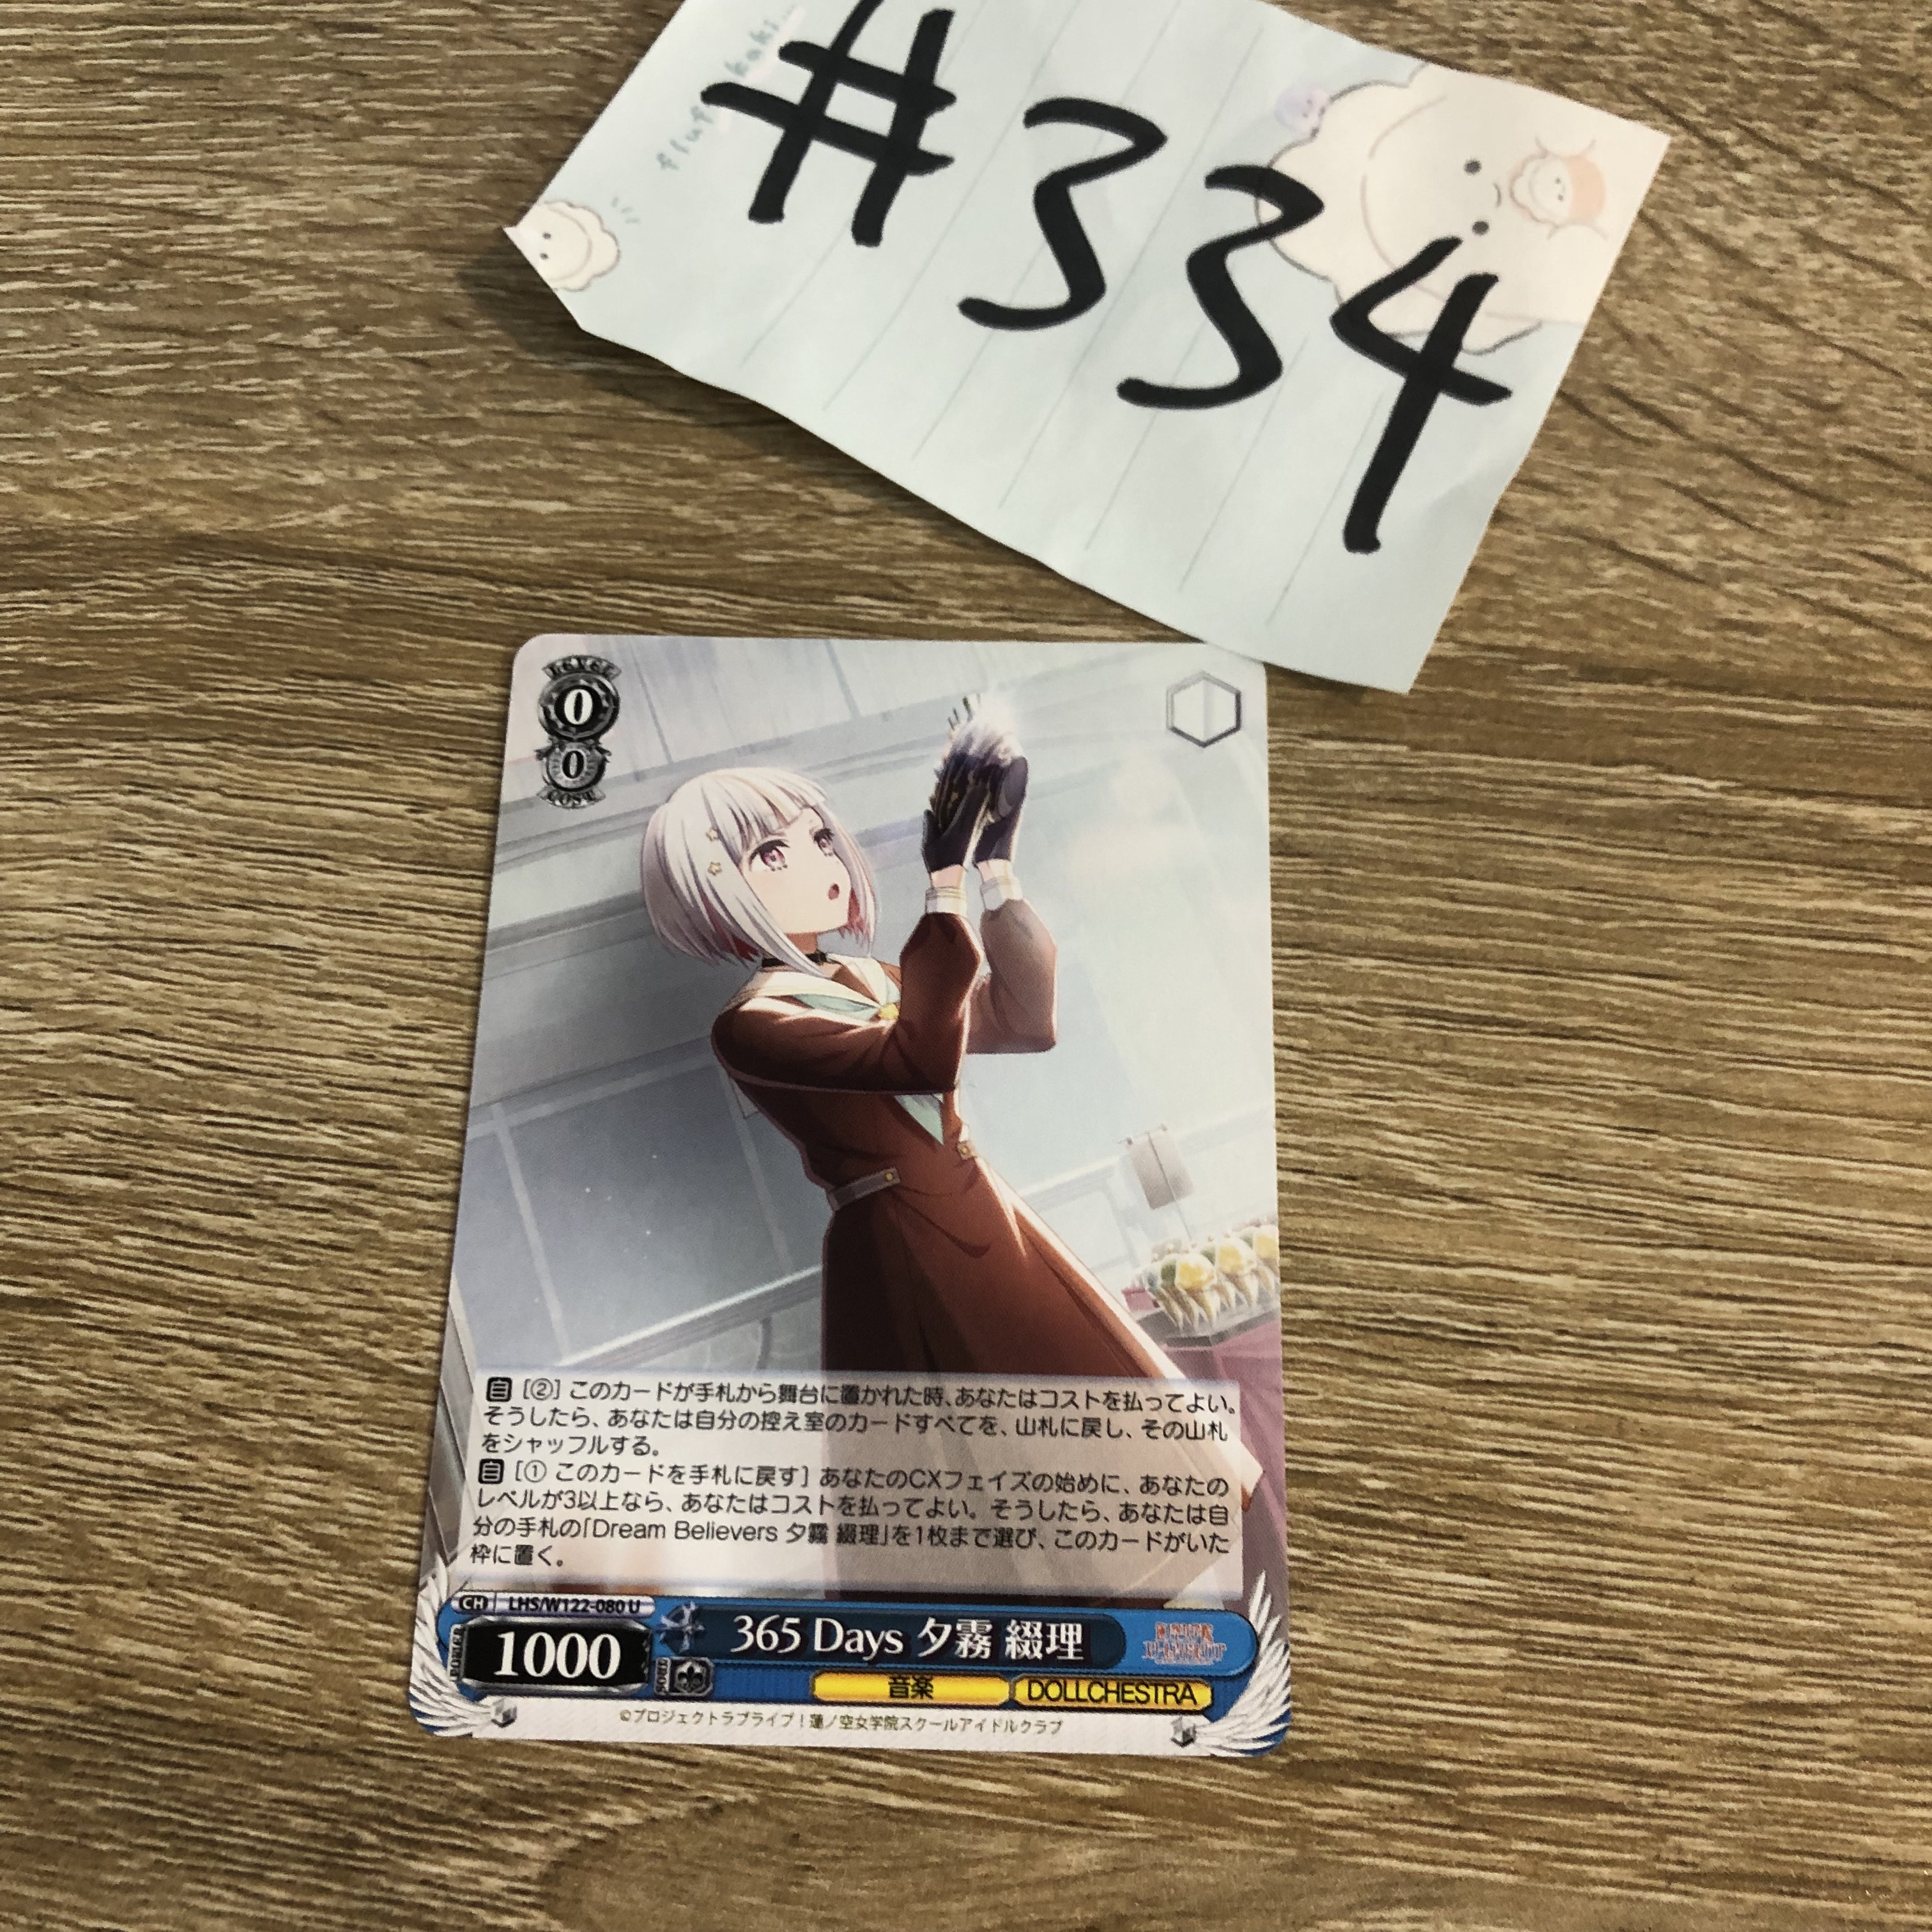 #334
LEVEL
0
0
COST
自 [②] このカードが手札から舞台に置かれた時、あなたはコストを払ってよい。
そうしたら、あなたは自分の控え室のカードすべてを、山札に戻し、その山札
をシャッフルする。
自 [① このカードを手札に戻す] あなたのCXフェイズの始めに、あなたの
レベルが3以上なら、あなたはコストを払ってよい。そうしたら、あなたは自
分の手札の「Dream Believers 夕霧 綴理」を1枚まで選び、このカードがいた
枠に置く。
CH LHS/W122-080 U
POWER 1000 SOUL 365 Days 夕霧 綴理
音楽 DOLLCHESTRA
©プロジェクトラブライブ！蓮ノ空女学院スクールアイドルクラブ